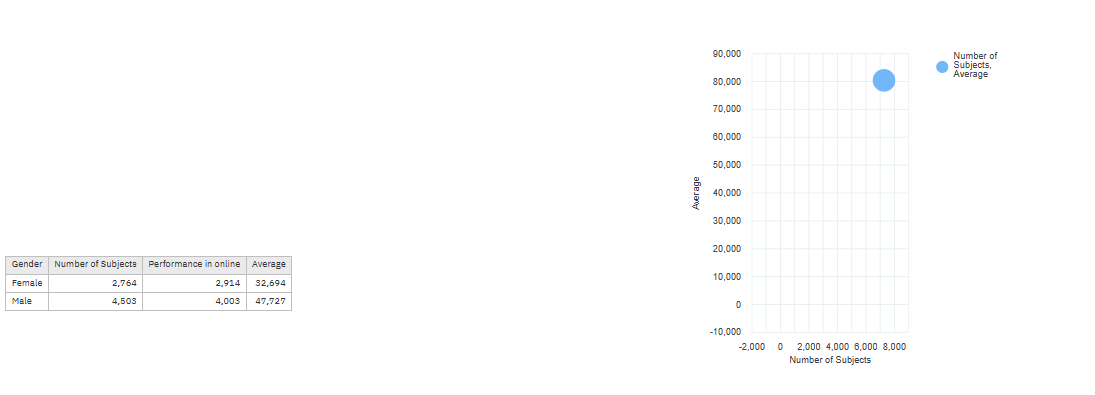 Gender Number of Subjects Performance in online Average
Female 2,764 2,914 32,694
Male 4,503 4,003 47,727
90,000
80,000
70,000
60,000
50,000
40,000
30,000
20,000
10,000
0
-10,000
Average
-2,000 0 2,000 4,000 6,000 8,000
Number of Subjects
Number of
Subjects,
Average